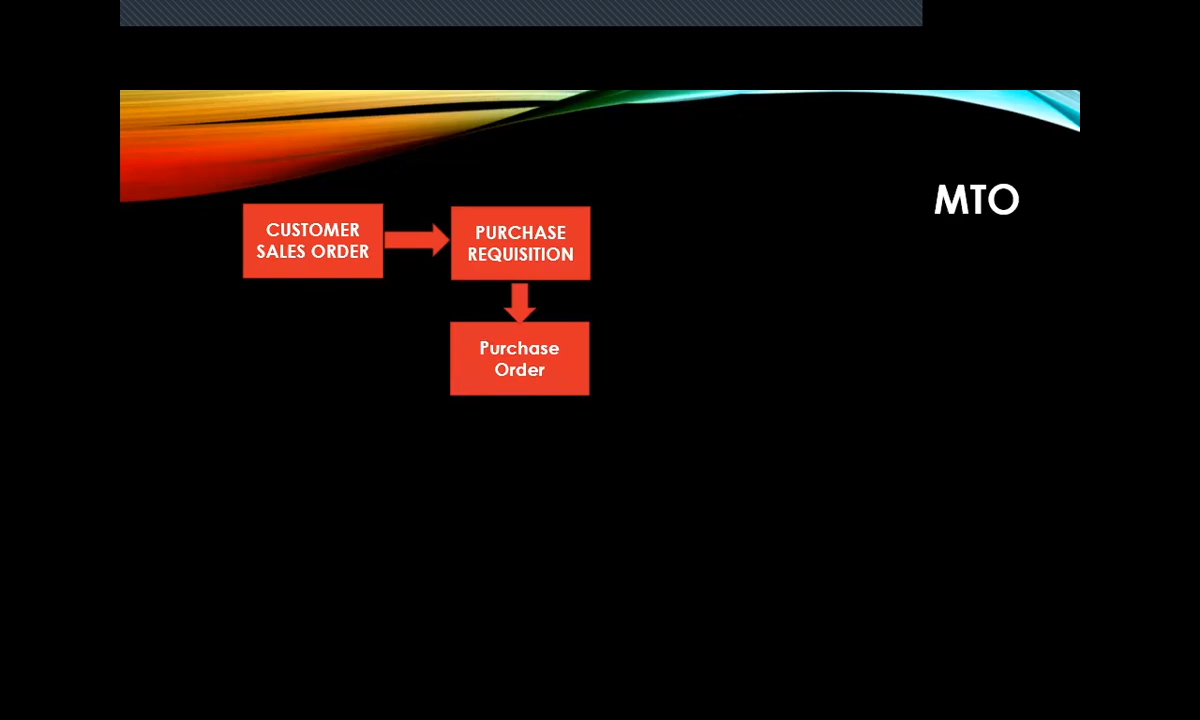 MTO
CUSTOMER
SALES ORDER
PURCHASE
REQUISITION
Purchase
Order